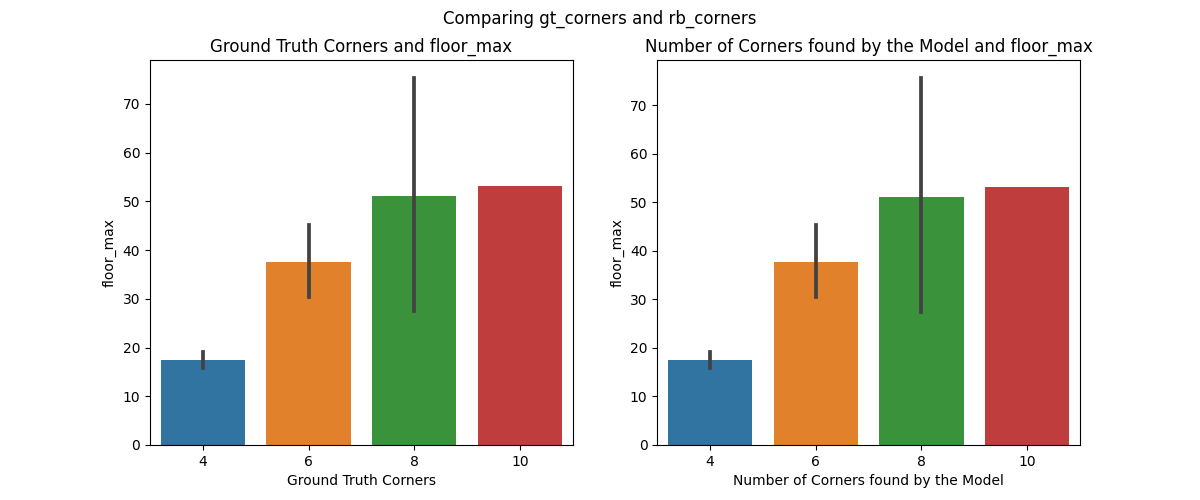 Comparing gt_corners and rb_corners
Ground Truth Corners and floor_max
70
60
50
40
30
20
10
0
floor_max
4 6 8 10
Ground Truth Corners
Number of Corners found by the Model and floor_max
70
60
50
40
30
20
10
0
floor_max
4 6 8 10
Number of Corners found by the Model